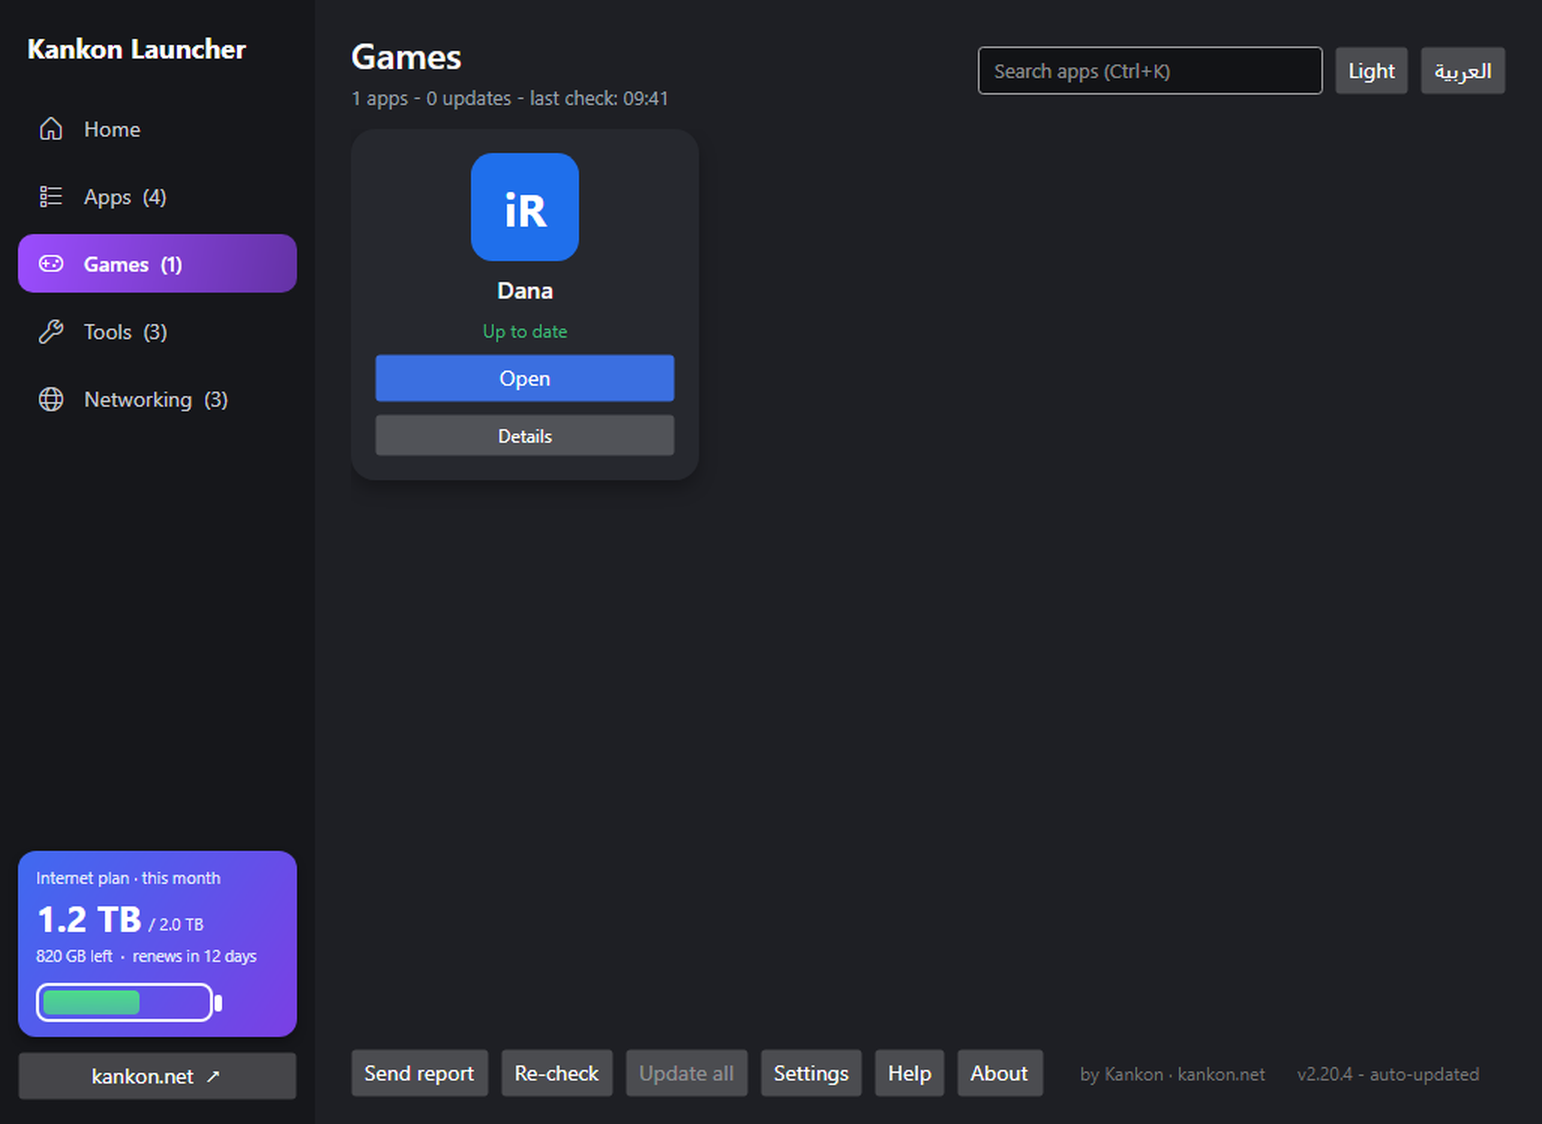 Kankon Launcher
Home
Apps (4)
Games (1)
Tools (3)
Networking (3)
Internet plan · this month
1.2 TB / 2.0 TB
820 GB left · renews in 12 days
kankon.net ↗
Games
1 apps - 0 updates - last check: 09:41
Search apps (Ctrl+K)
Light
العربية
iR
Dana
Up to date
Open
Details
Send report
Re-check
Update all
Settings
Help
About
by Kankon · kankon.net
v2.20.4 - auto-updated